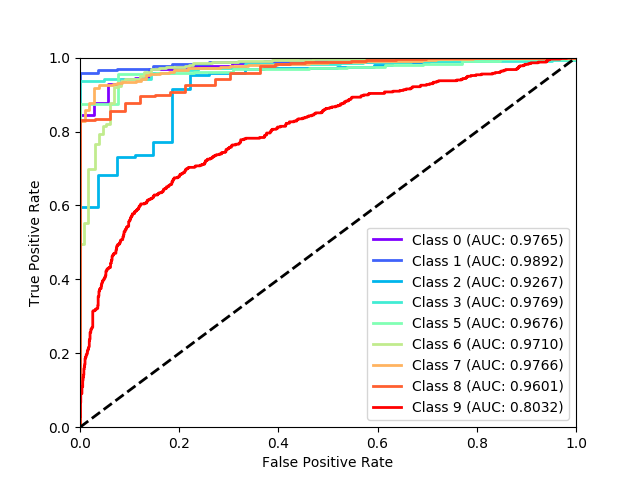 1.0
0.8
0.6
0.4
0.2
0.0
True Positive Rate
0.0 0.2 0.4 0.6 0.8 1.0
False Positive Rate
Class 0 (AUC: 0.9765)
Class 1 (AUC: 0.9892)
Class 2 (AUC: 0.9267)
Class 3 (AUC: 0.9769)
Class 5 (AUC: 0.9676)
Class 6 (AUC: 0.9710)
Class 7 (AUC: 0.9766)
Class 8 (AUC: 0.9601)
Class 9 (AUC: 0.8032)